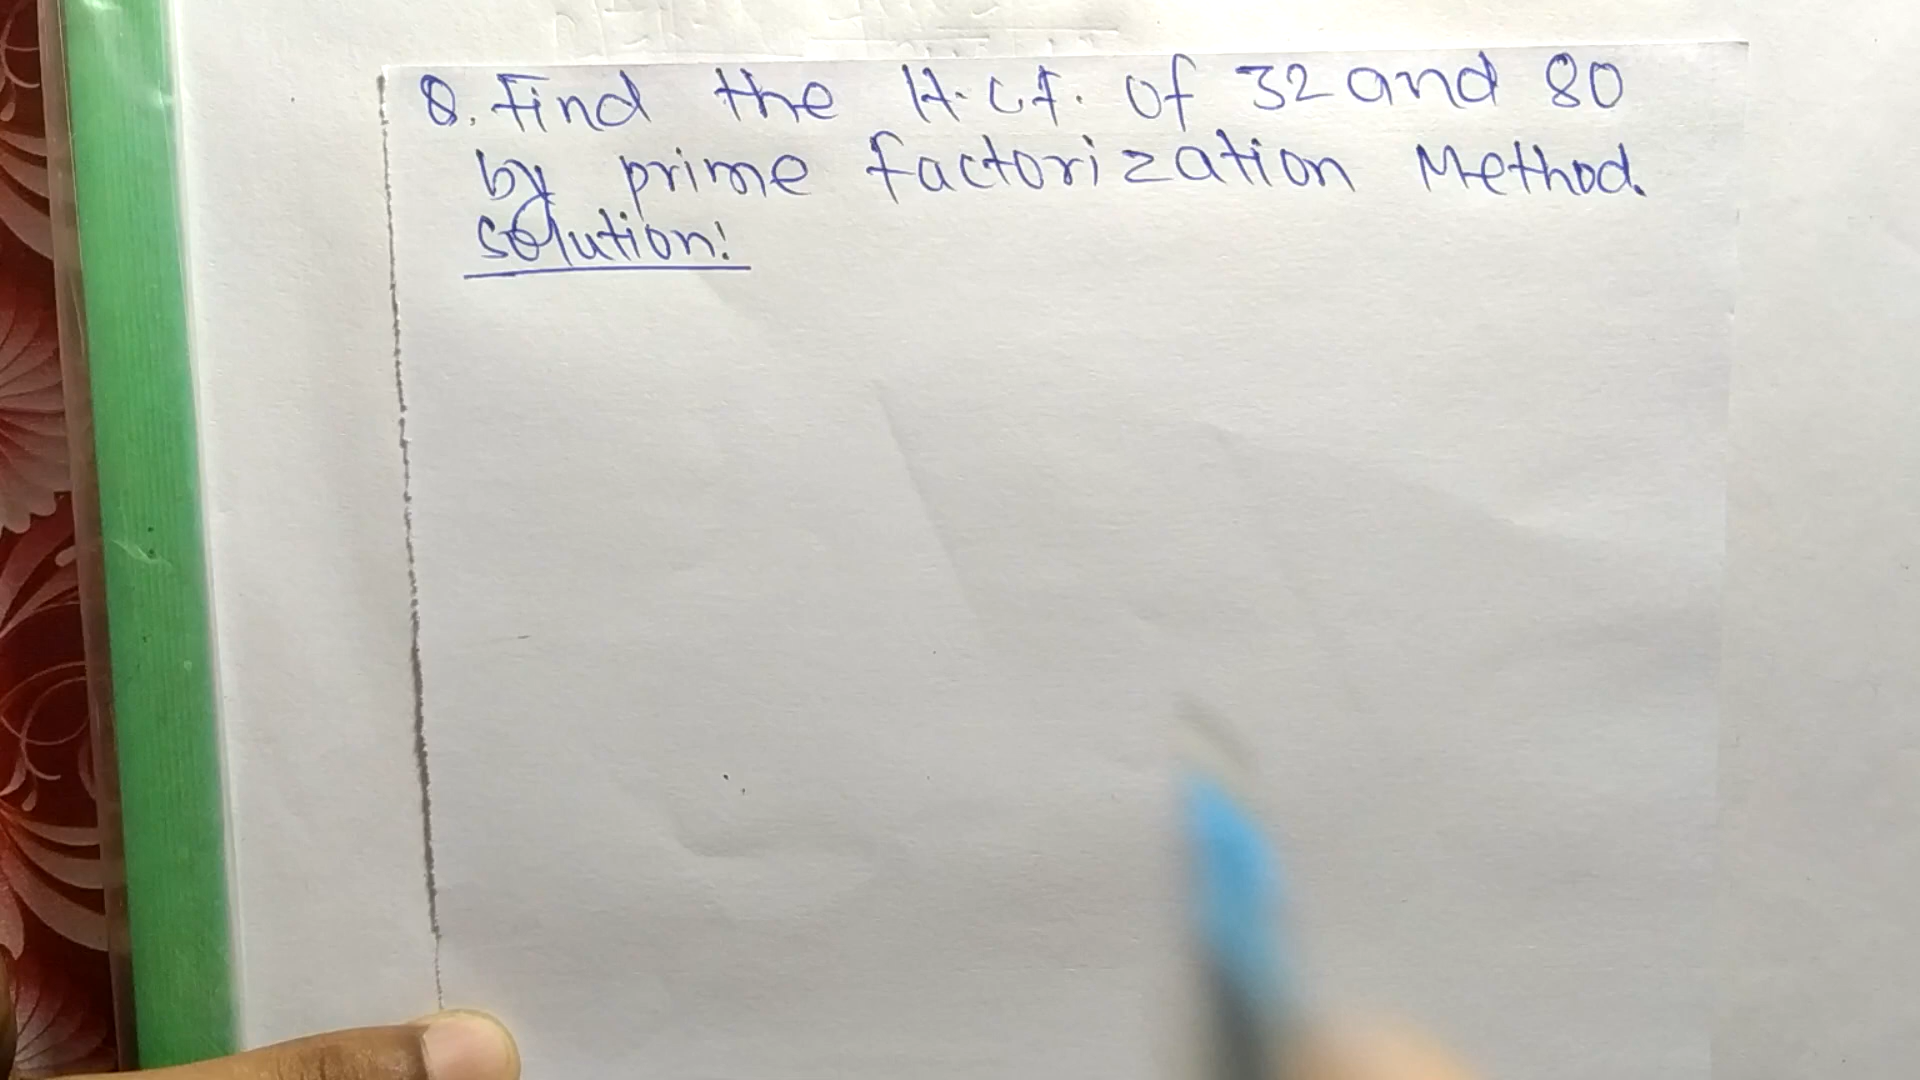 Q. Find the H.C.F. of 32 and 80
by prime factorization Method.
solution: